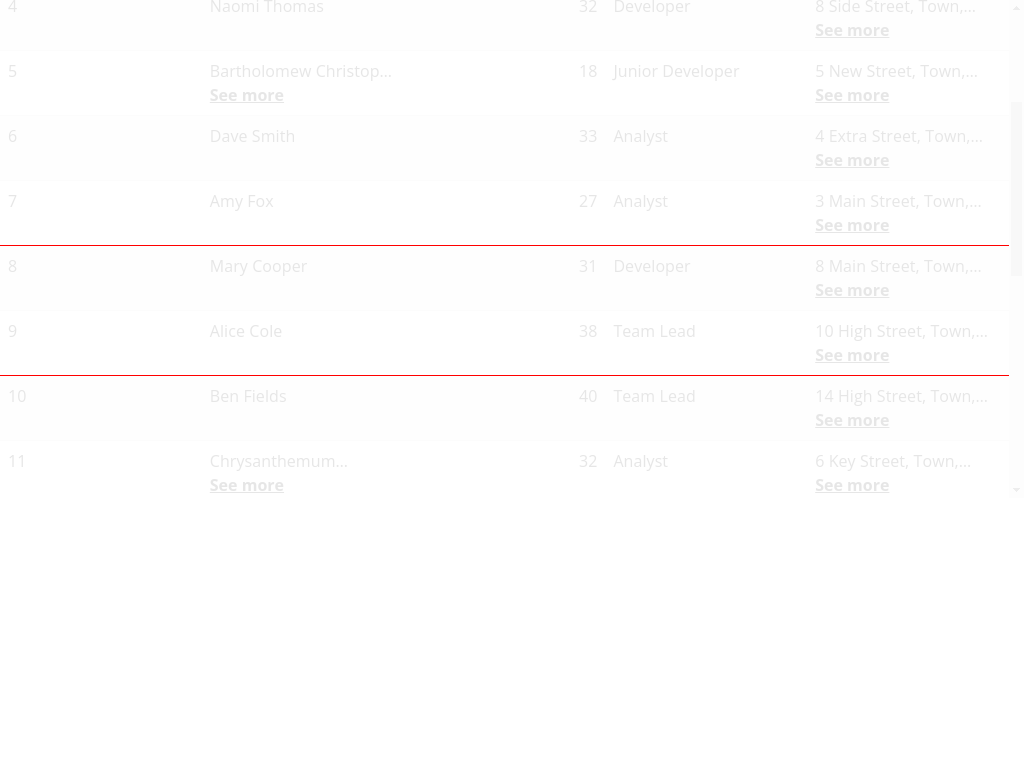 4 Naomi Thomas 32 Developer 8 Side Street, Town,...
See more
5 Bartholomew Christop... 18 Junior Developer 5 New Street, Town,...
See more See more
6 Dave Smith 33 Analyst 4 Extra Street, Town,...
See more
7 Amy Fox 27 Analyst 3 Main Street, Town,...
See more
8 Mary Cooper 31 Developer 8 Main Street, Town,...
See more
9 Alice Cole 38 Team Lead 10 High Street, Town,...
See more
10 Ben Fields 40 Team Lead 14 High Street, Town,...
See more
11 Chrysanthemum... 32 Analyst 6 Key Street, Town,...
See more See more